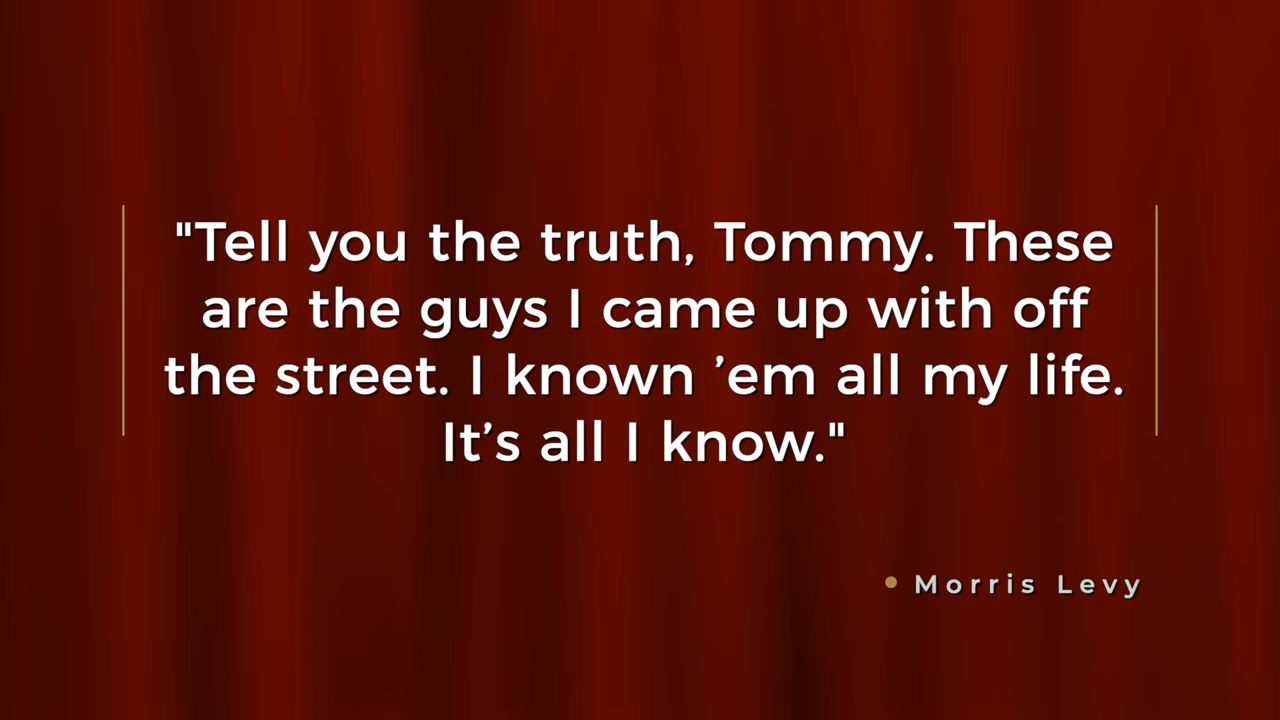 "Tell you the truth, Tommy. These
are the guys I came up with off
the street. I known ’em all my life.
It’s all I know."
Morris Levy